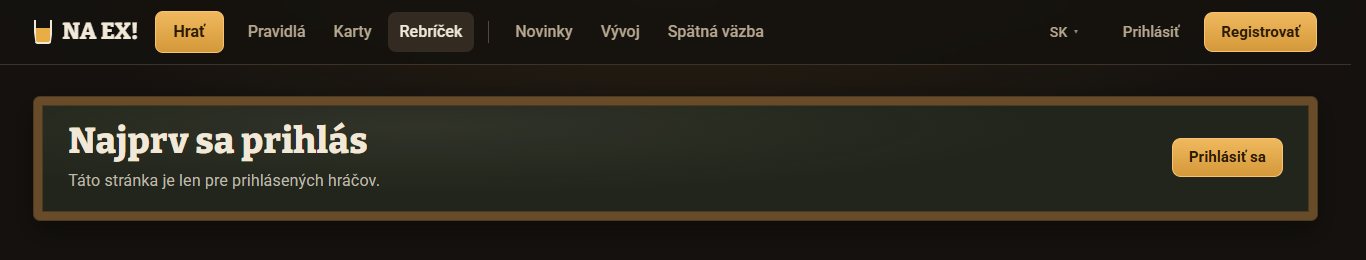 NA EX! Hrať Pravidlá Karty Rebríček Novinky Vývoj Spätná väzba SK Prihlásiť Registrovať
Najprv sa prihlás
Táto stránka je len pre prihlásených hráčov.
Prihlásiť sa